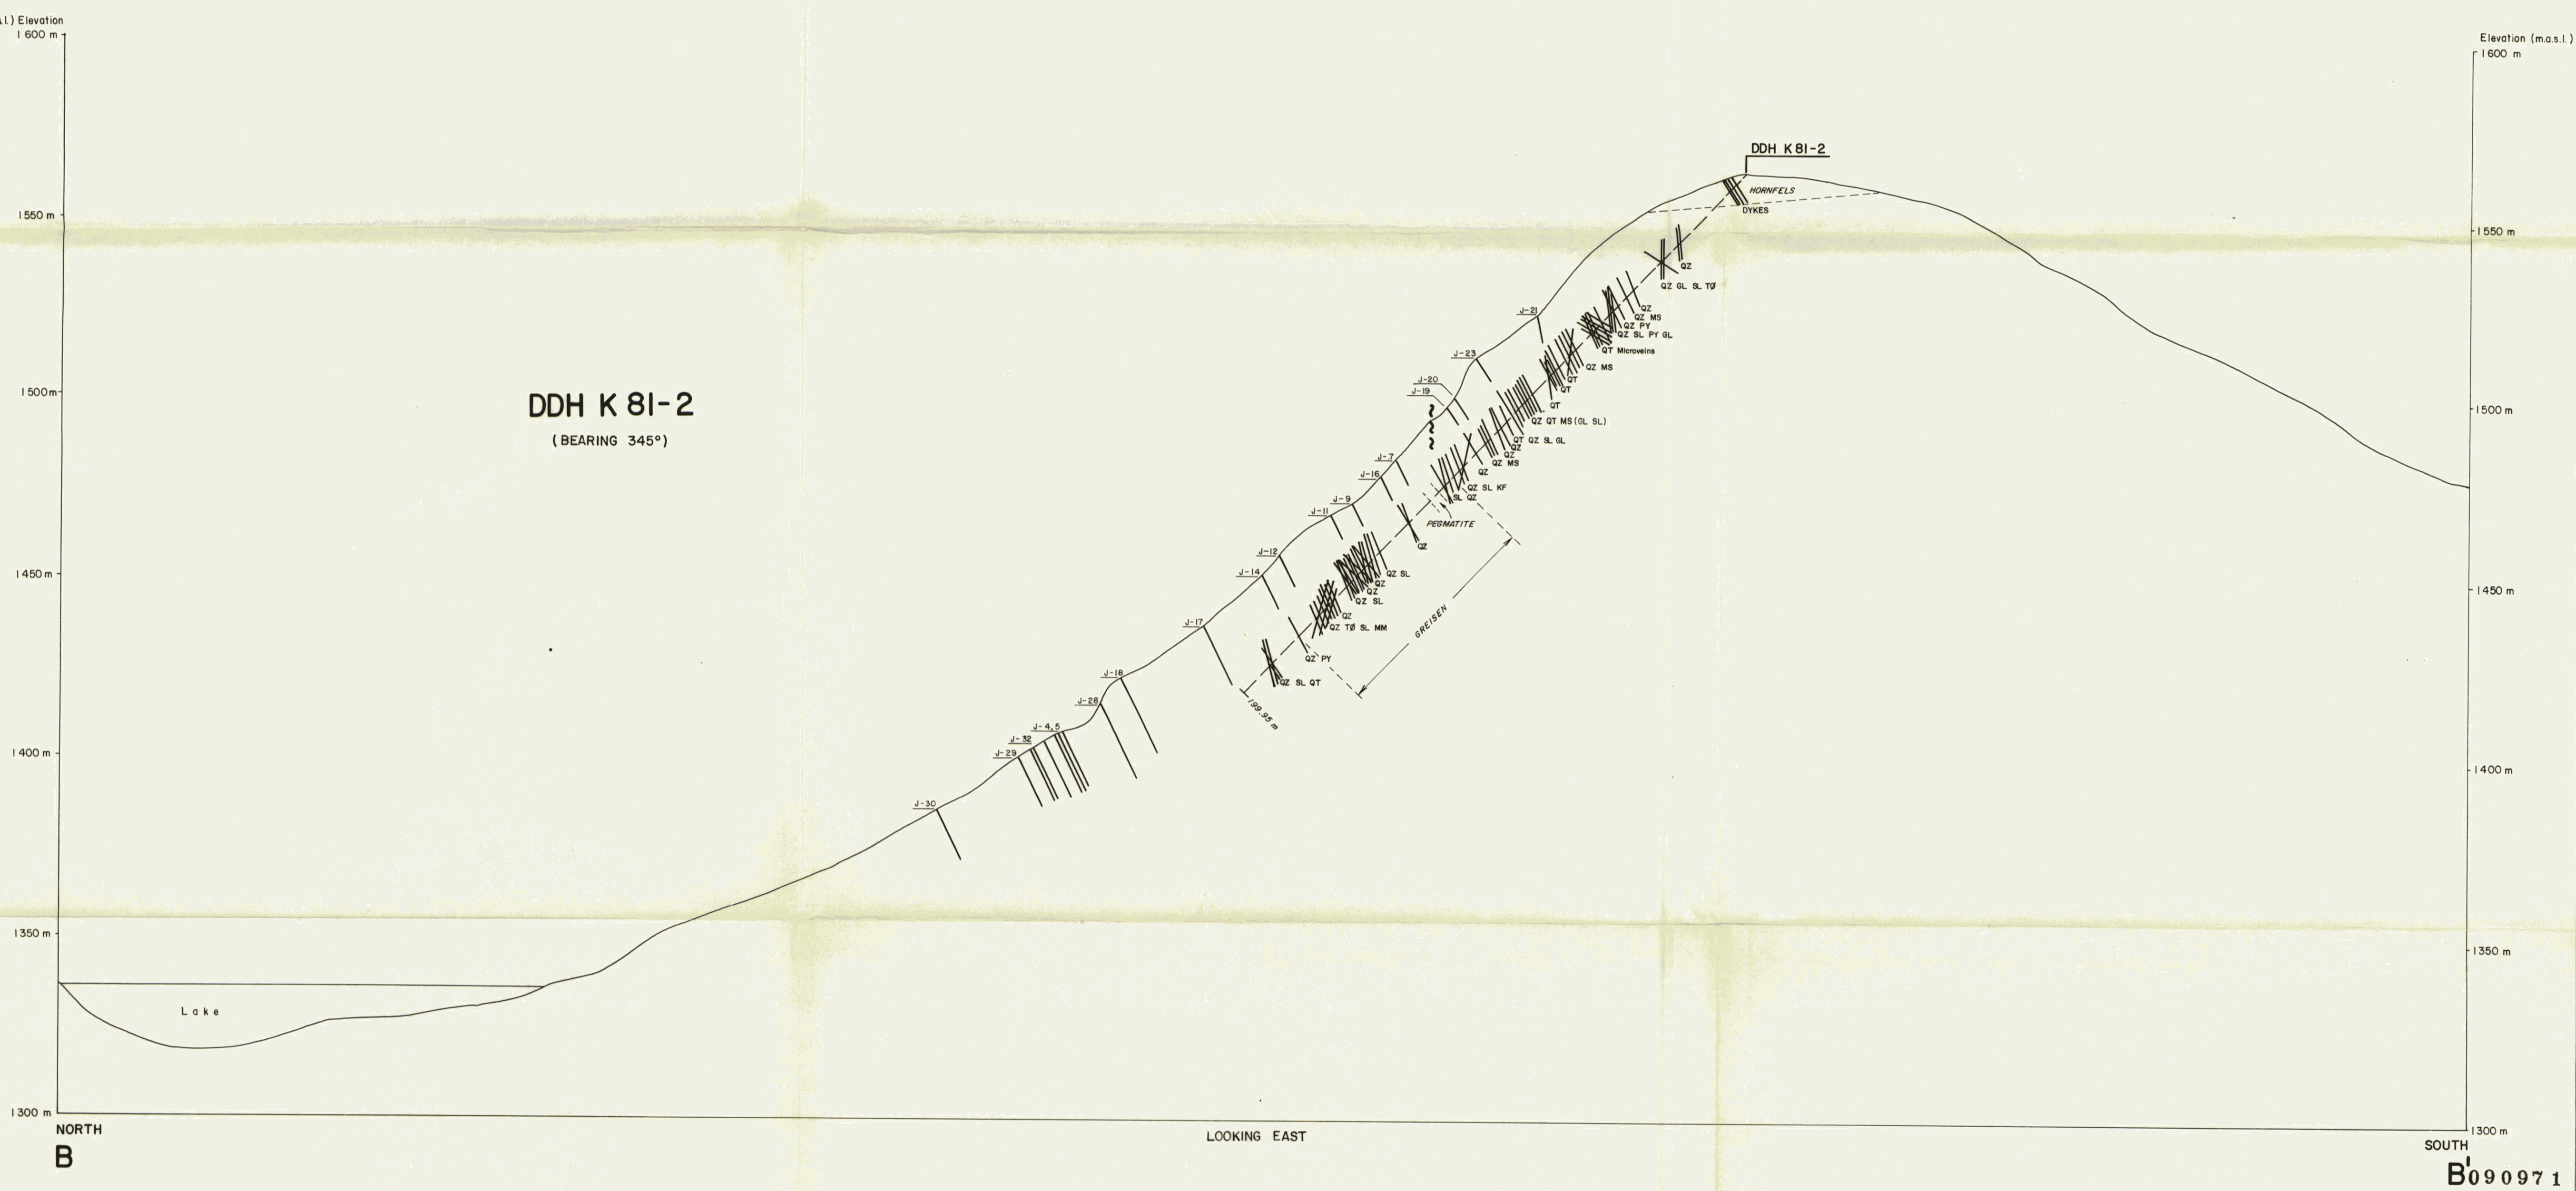 .l.) Elevation
1600 m
1550 m
1500m
1450 m
1400 m
1350 m
1300 m
Elevation (m.a.s.l.)
1600 m
1550 m
1500 m
1450 m
1400 m
1350 m
1300 m
DDH K 81-2
(BEARING 345°)
DDH K 81-2
HORNFELS
DYKES
QZ
QZ GL SL TØ
QZ
QZ MS
QZ PY
QZ SL PY GL
QT Microveins
QZ MS
QT
QT
QT
QZ QT MS (GL SL)
QT QZ SL GL
QZ
QZ
QZ MS
QZ
QZ SL KF
SL QZ
PEGMATITE
QZ
QZ SL
QZ
QZ
QZ SL
QZ
QZ TØ SL MM
QZ PY
QZ SL QT
GREISEN
199.95 m
J-21
J-23
J-20
J-19
J-7
J-16
J-9
J-11
J-12
J-14
J-17
J-18
J-28
J-4,5
J-32
J-29
J-30
Lake
NORTH
B
LOOKING EAST
SOUTH
B'
090971